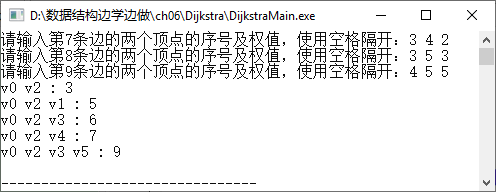 D:\数据结构边学边做\ch06\Dijkstra\DijkstraMain.exe
请输入第7条边的两个顶点的序号及权值，使用空格隔开：3 4 2
请输入第8条边的两个顶点的序号及权值，使用空格隔开：3 5 3
请输入第9条边的两个顶点的序号及权值，使用空格隔开：4 5 5
v0 v2 : 3
v0 v2 v1 : 5
v0 v2 v3 : 6
v0 v2 v4 : 7
v0 v2 v3 v5 : 9
--------------------------------